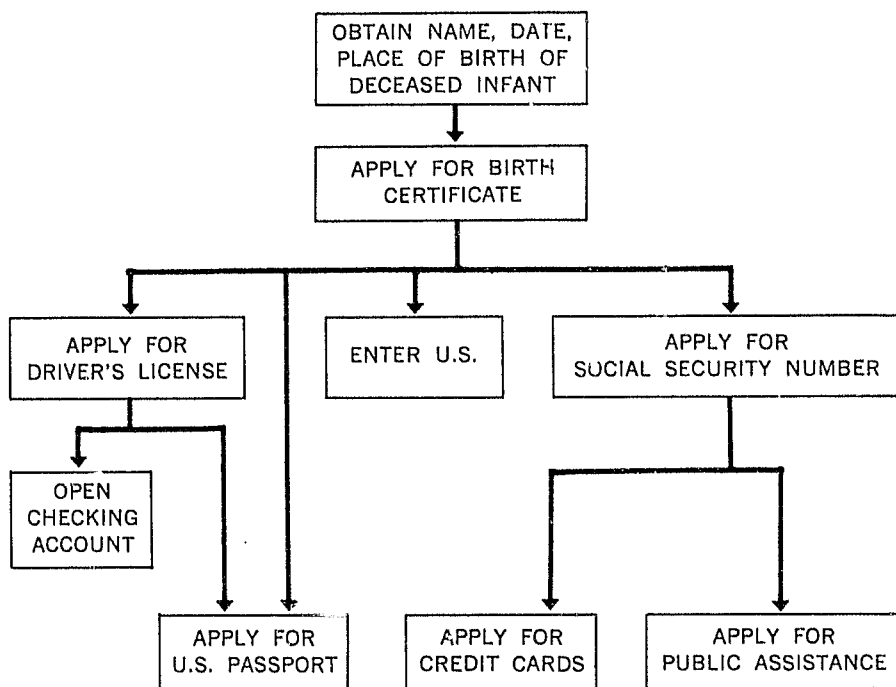 OBTAIN NAME, DATE,
PLACE OF BIRTH OF
DECEASED INFANT
APPLY FOR BIRTH
CERTIFICATE
APPLY FOR
DRIVER'S LICENSE
ENTER U.S.
APPLY FOR
SOCIAL SECURITY NUMBER
OPEN
CHECKING
ACCOUNT
APPLY FOR
U.S. PASSPORT
APPLY FOR
CREDIT CARDS
APPLY FOR
PUBLIC ASSISTANCE